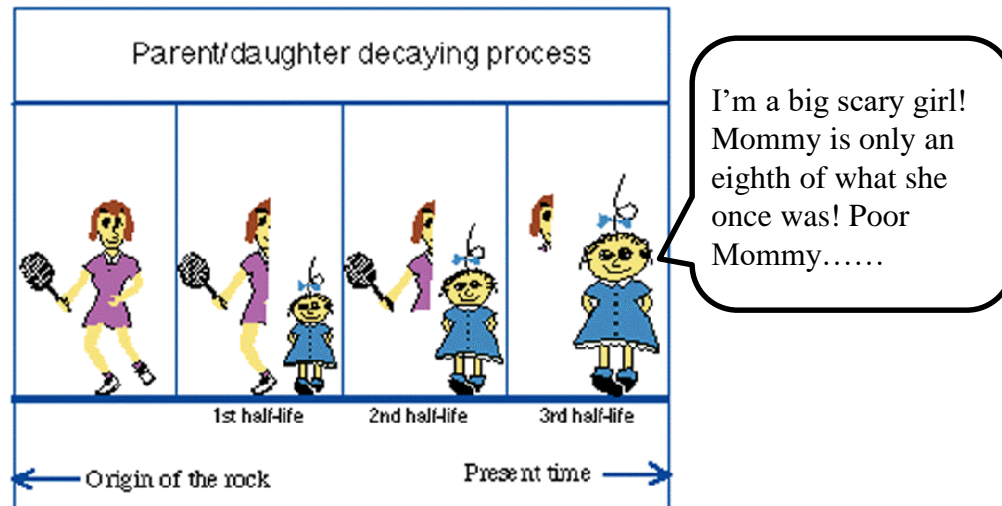 Parent/daughter decaying process
I’m a big scary girl!
Mommy is only an
eighth of what she
once was! Poor
Mommy……
1st half-life
2nd half-life
3rd half-life
Origin of the rock
Present time